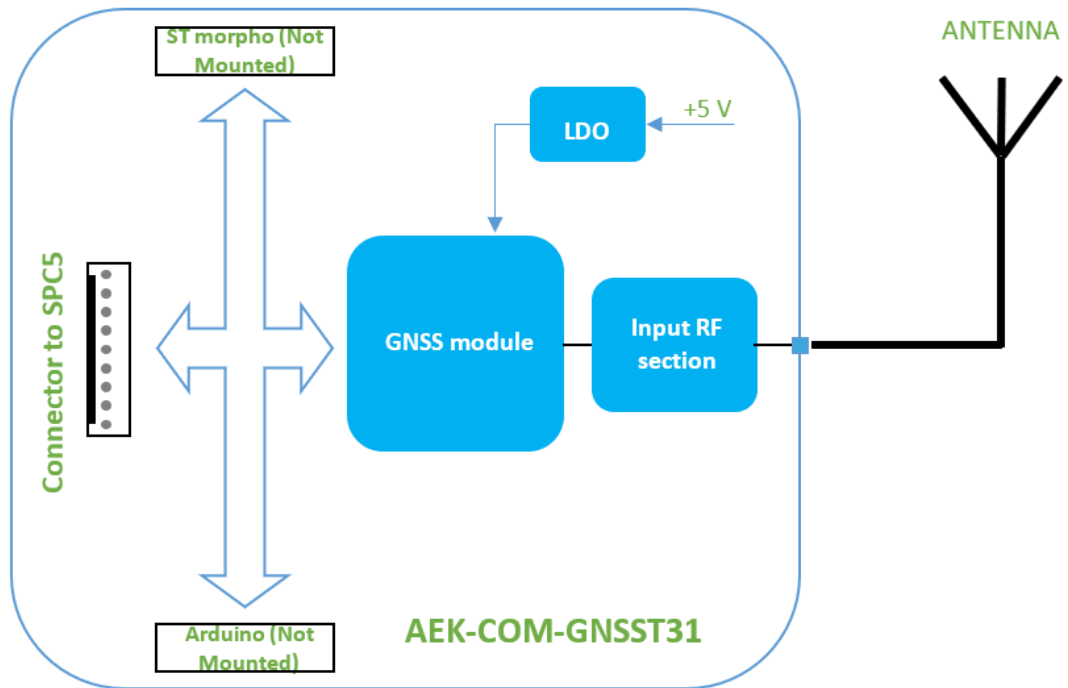 ST morpho (Not
Mounted)
ANTENNA
+5 V
LDO
Connector to SPC5
GNSS module
Input RF
section
Arduino (Not
Mounted)
AEK-COM-GNSST31